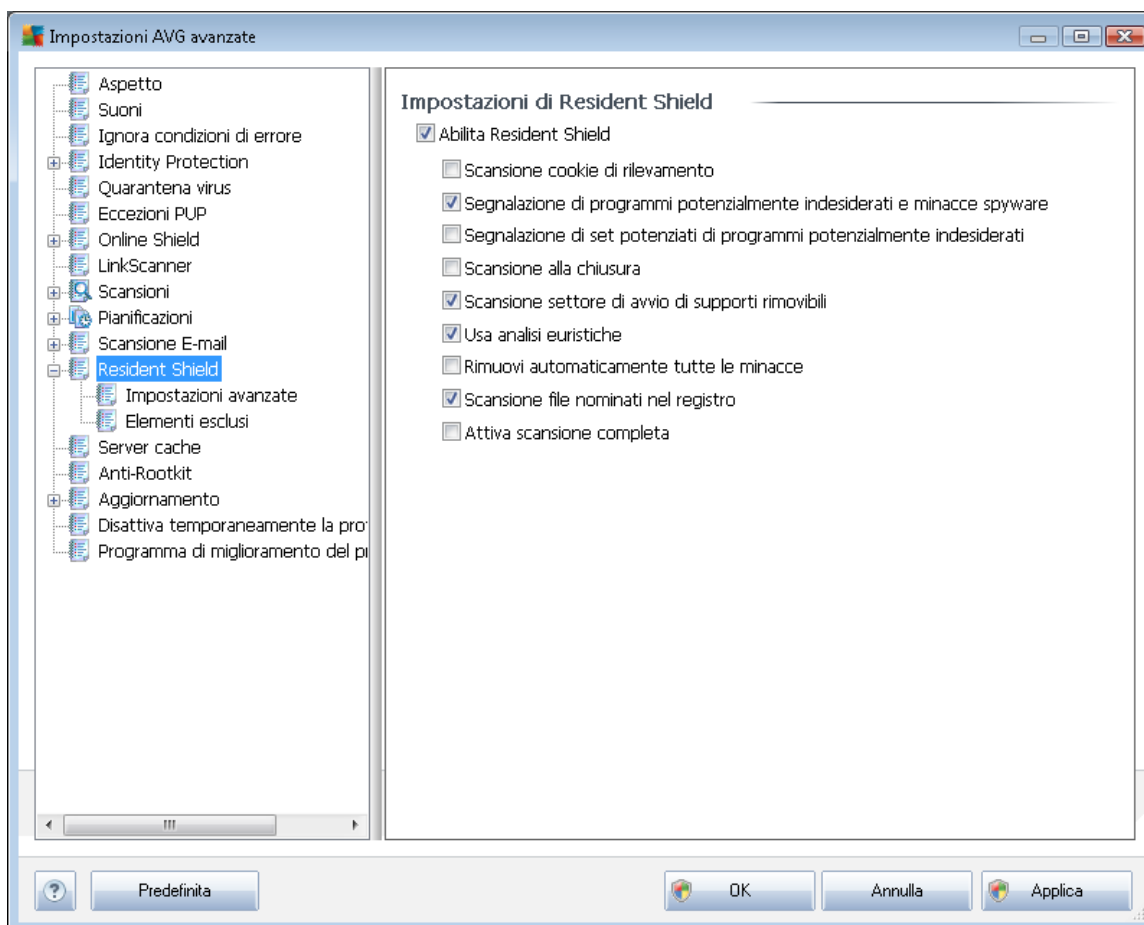 Impostazioni AVG avanzate
Aspetto
Suoni
Ignora condizioni di errore
Identity Protection
Quarantena virus
Eccezioni PUP
Online Shield
LinkScanner
Scansioni
Pianificazioni
Scansione E-mail
Resident Shield
Impostazioni avanzate
Elementi esclusi
Server cache
Anti-Rootkit
Aggiornamento
Disattiva temporaneamente la pro
Programma di miglioramento del p
Impostazioni di Resident Shield
Abilita Resident Shield
Scansione cookie di rilevamento
Segnalazione di programmi potenzialmente indesiderati e minacce spyware
Segnalazione di set potenziati di programmi potenzialmente indesiderati
Scansione alla chiusura
Scansione settore di avvio di supporti rimovibili
Usa analisi euristiche
Rimuovi automaticamente tutte le minacce
Scansione file nominati nel registro
Attiva scansione completa
?
Predefinita
OK
Annulla
Applica